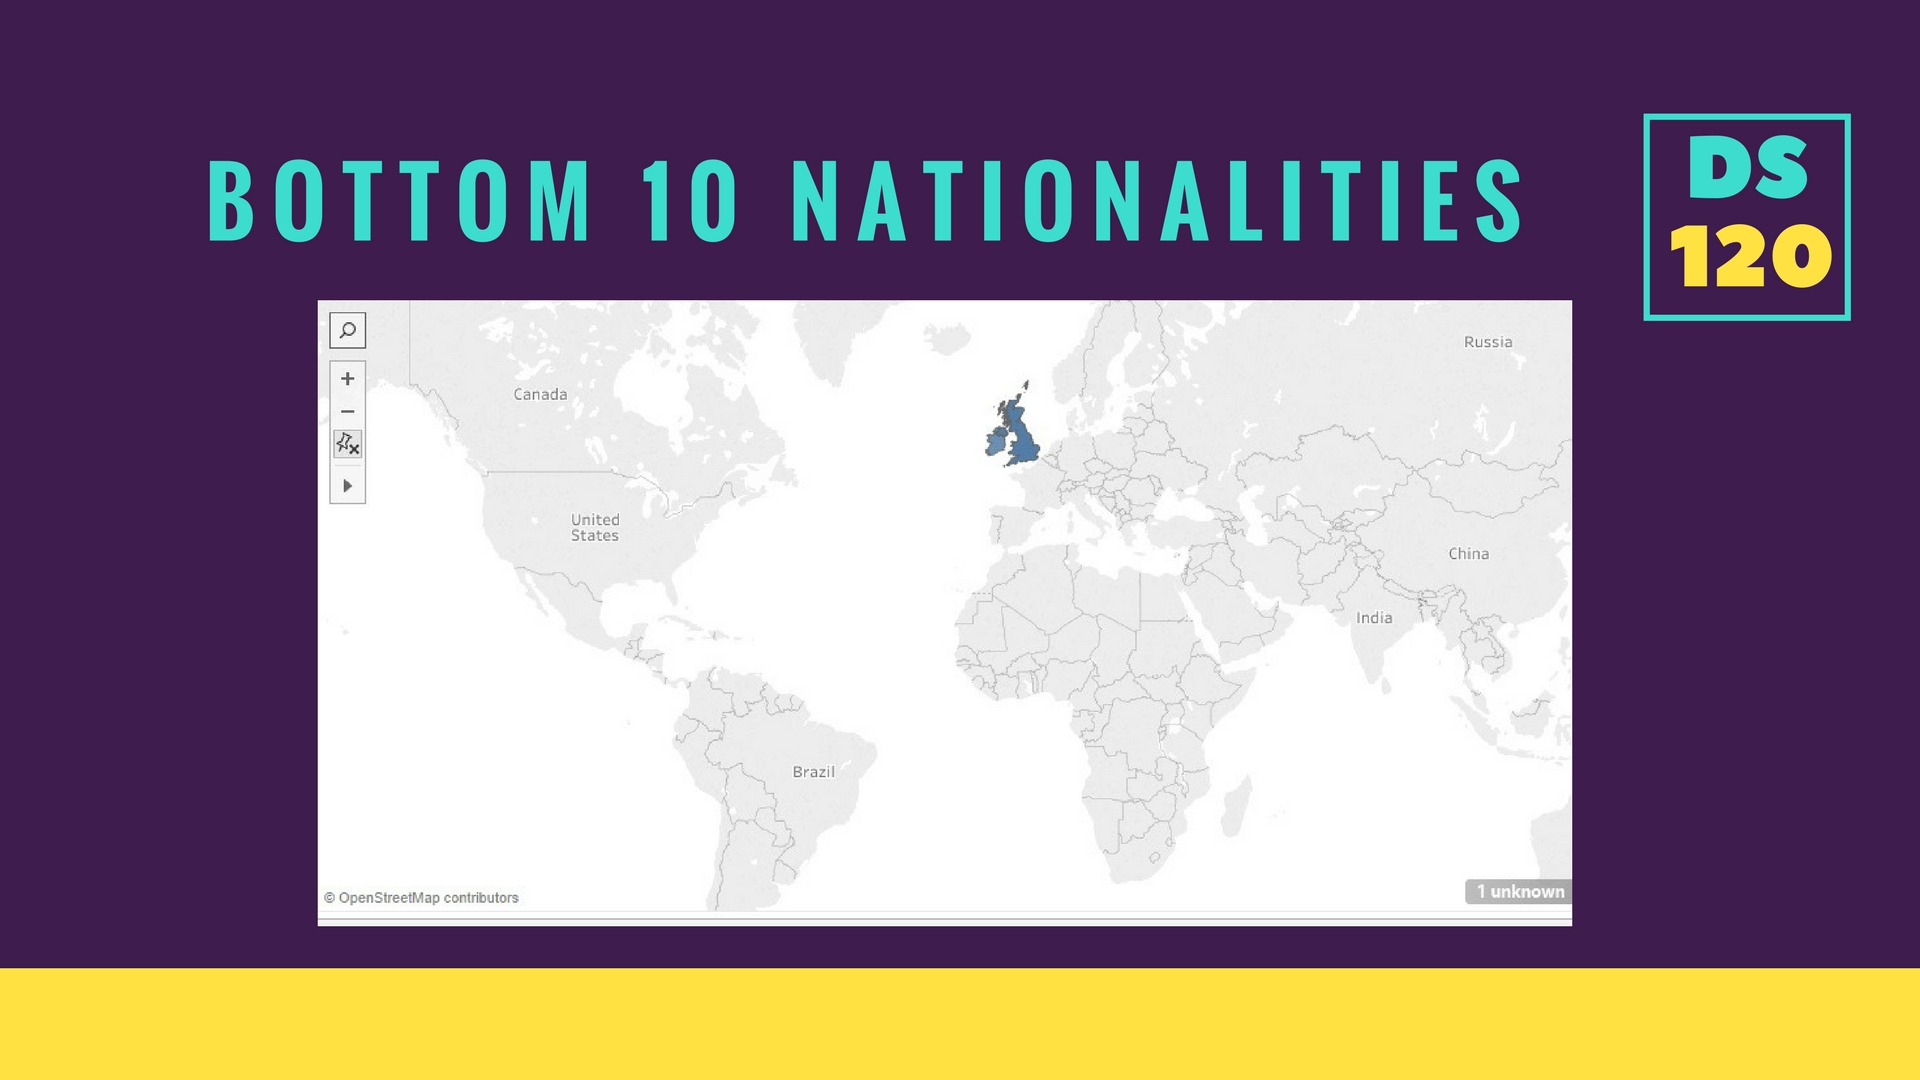 BOTTOM 10 NATIONALITIES
DS
120
Russia
Canada
United
States
China
India
Brazil
© OpenStreetMap contributors
1 unknown